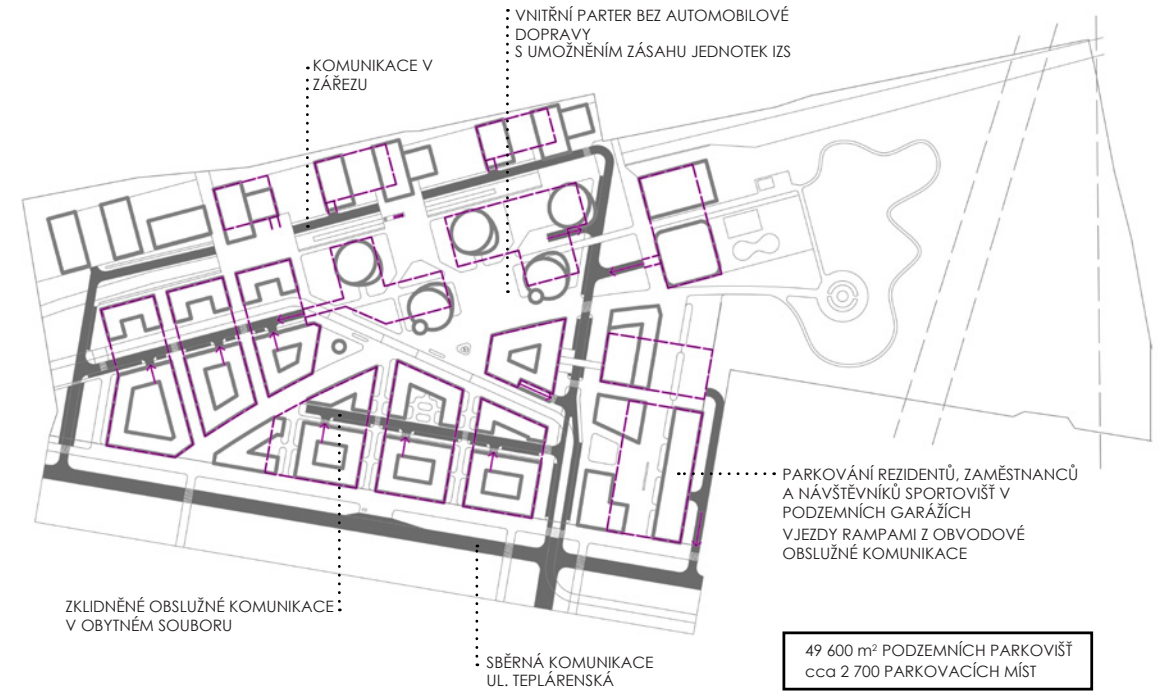 VNITŘNÍ PARTER BEZ AUTOMOBILOVÉ
DOPRAVY
S UMOŽNĚNÍM ZÁSAHU JEDNOTEK IZS
KOMUNIKACE V
ZÁŘEZU
PARKOVÁNÍ REZIDENTŮ, ZAMĚSTNANCŮ
A NÁVŠTĚVNÍKŮ SPORTOVIŠŤ V
PODZEMNÍCH GARÁŽÍCH
VJEZDY RAMPAMI Z OBVODOVÉ
OBSLUŽNÉ KOMUNIKACE
ZKLIDNĚNÉ OBSLUŽNÉ KOMUNIKACE
V OBYTNÉM SOUBORU
SBĚRNÁ KOMUNIKACE
UL. TEPLÁRENSKÁ
49 600 m² PODZEMNÍCH PARKOVIŠŤ
cca 2 700 PARKOVACÍCH MÍST